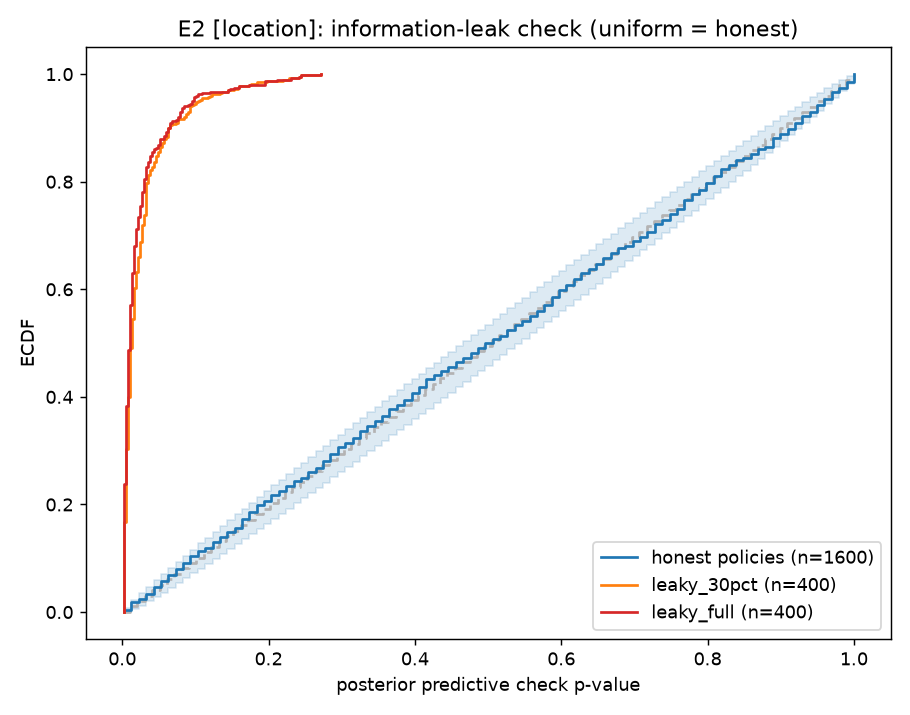 E2 [location]: information-leak check (uniform = honest)
ECDF
1.0
0.8
0.6
0.4
0.2
0.0
0.0 0.2 0.4 0.6 0.8 1.0
posterior predictive check p-value
honest policies (n=1600)
leaky_30pct (n=400)
leaky_full (n=400)